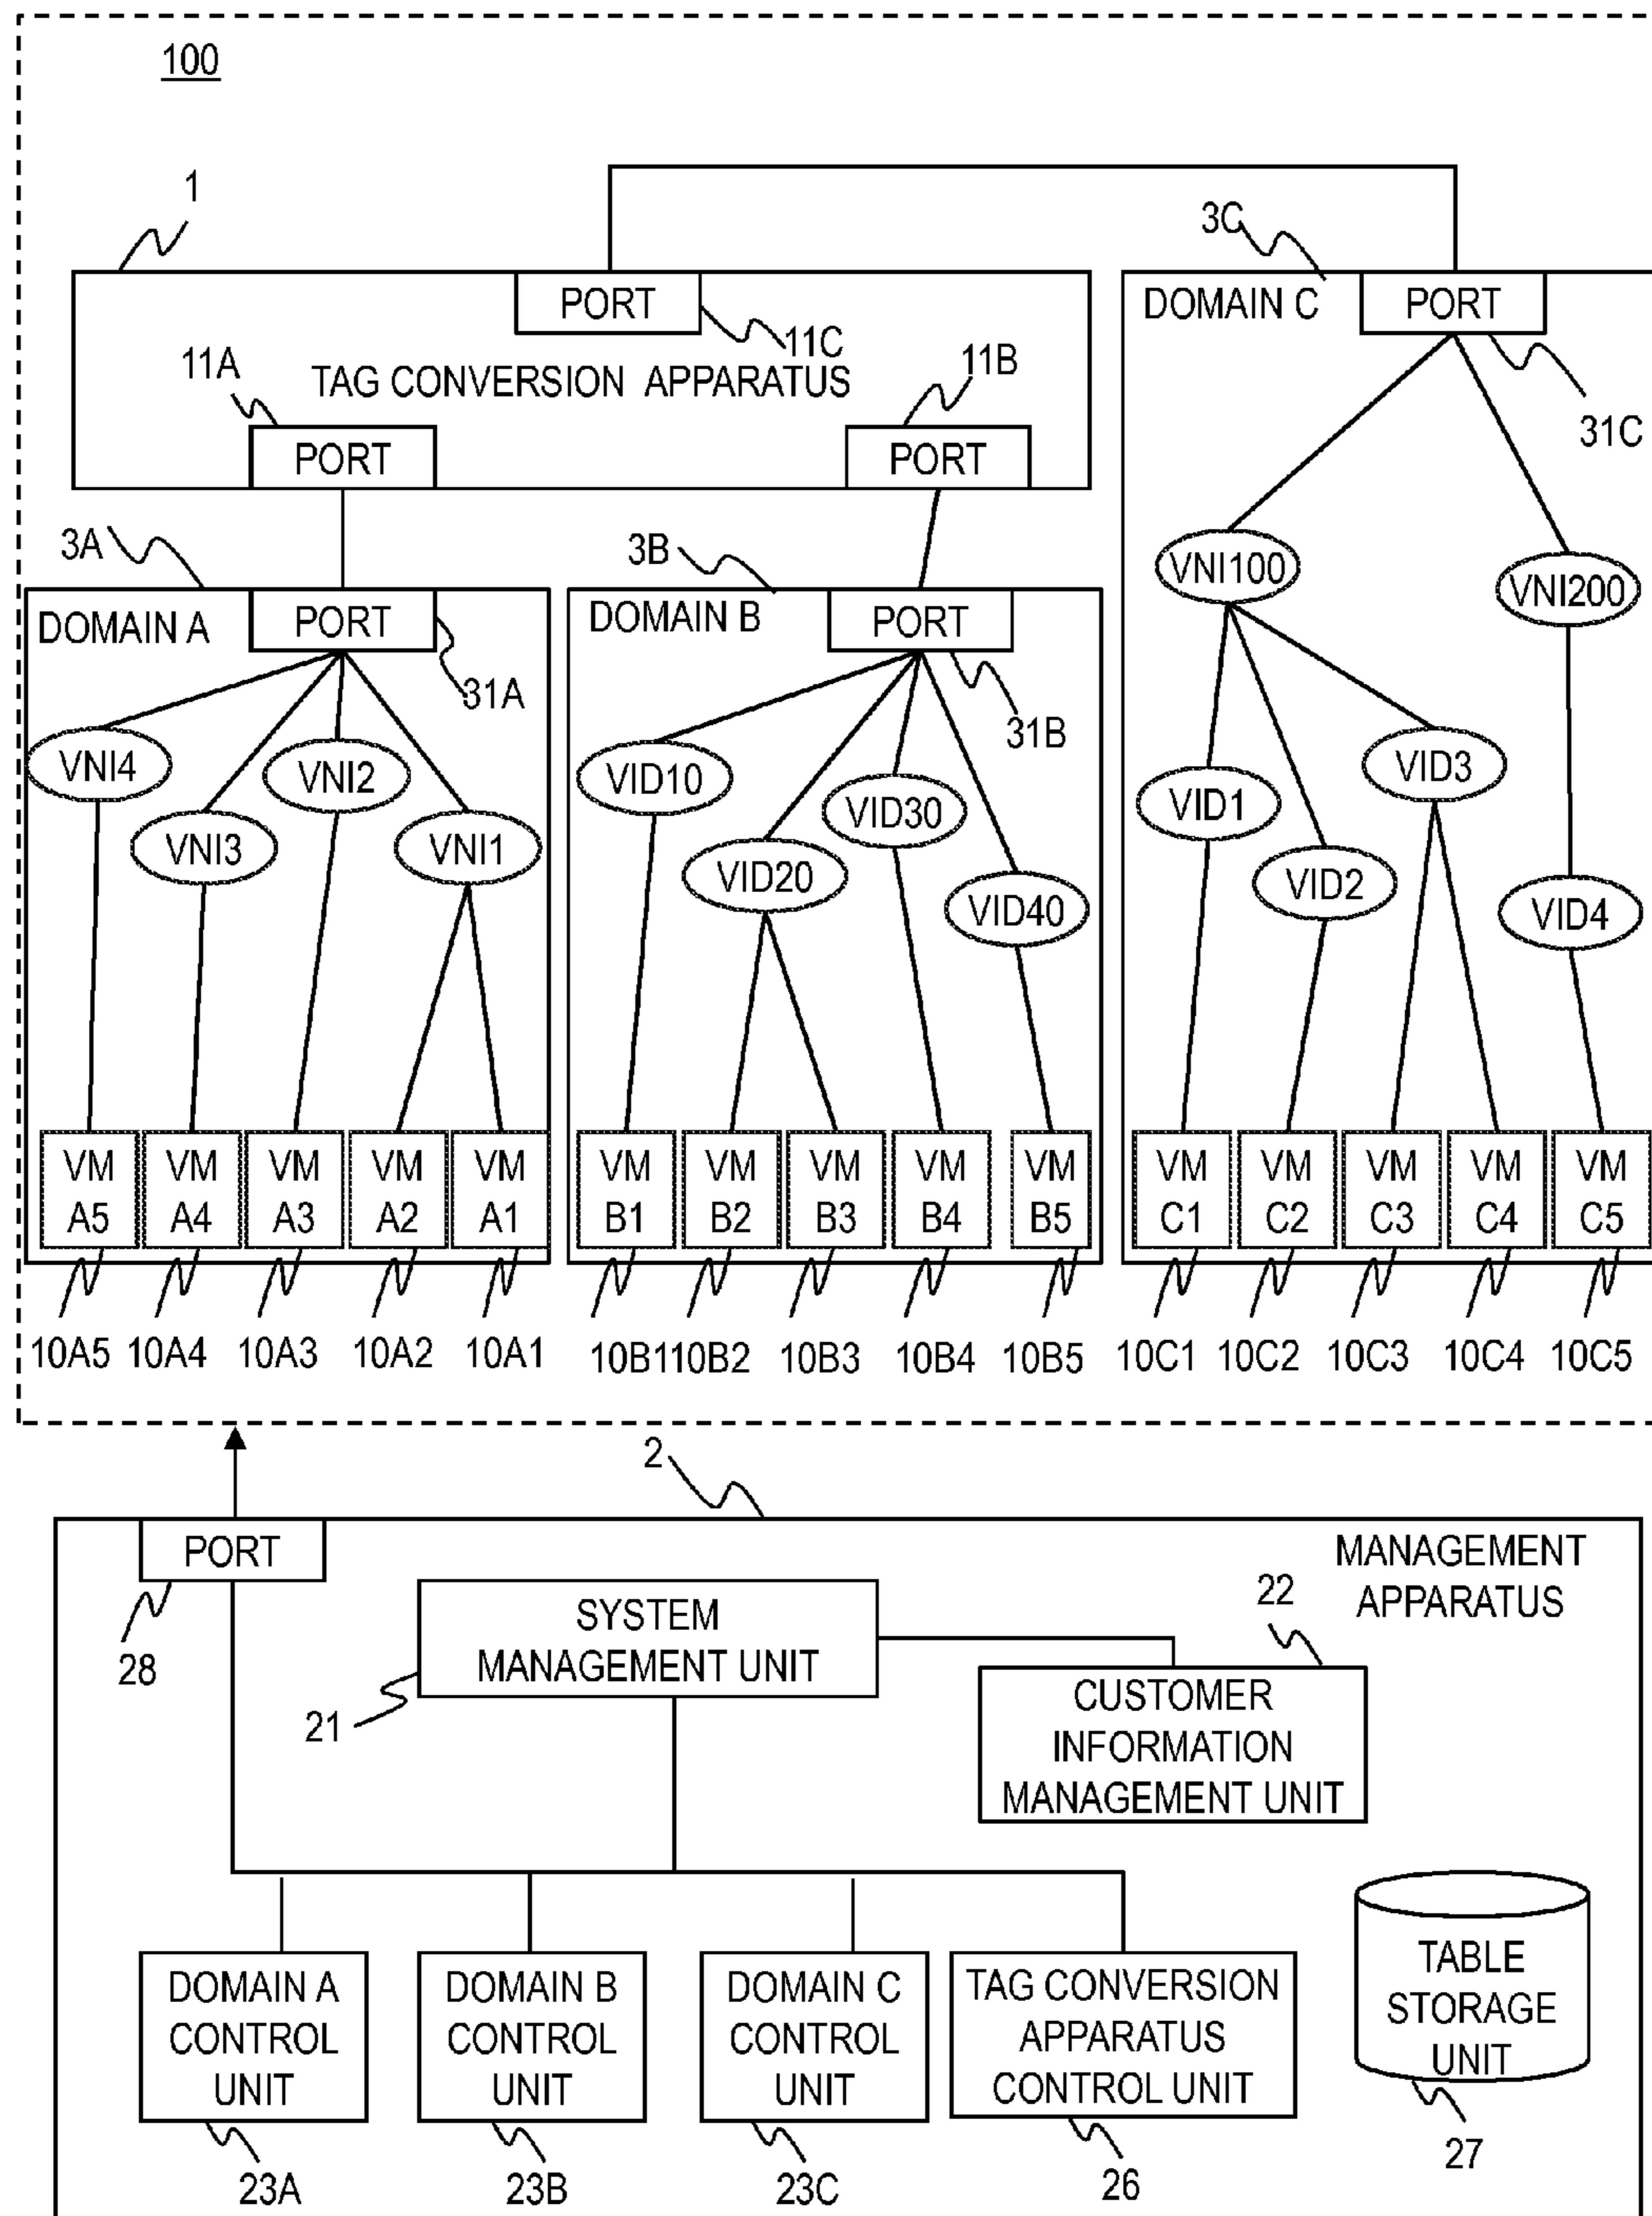 100
1
3C
PORT
11C
DOMAIN C
PORT
11A
TAG CONVERSION APPARATUS
11B
31C
PORT
PORT
3A
3B
VNI100
VNI200
DOMAIN A
PORT
31A
DOMAIN B
PORT
31B
VNI4
VNI3
VNI2
VNI1
VID10
VID20
VID30
VID40
VID1
VID2
VID3
VID4
VM
A5
VM
A4
VM
A3
VM
A2
VM
A1
VM
B1
VM
B2
VM
B3
VM
B4
VM
B5
VM
C1
VM
C2
VM
C3
VM
C4
VM
C5
10A5 10A4 10A3 10A2 10A1 10B1 10B2 10B3 10B4 10B5 10C1 10C2 10C3 10C4 10C5
2
PORT
28
MANAGEMENT
APPARATUS
SYSTEM
MANAGEMENT UNIT
21
22
CUSTOMER
INFORMATION
MANAGEMENT UNIT
DOMAIN A
CONTROL
UNIT
23A
DOMAIN B
CONTROL
UNIT
23B
DOMAIN C
CONTROL
UNIT
23C
TAG CONVERSION
APPARATUS
CONTROL UNIT
26
TABLE
STORAGE
UNIT
27